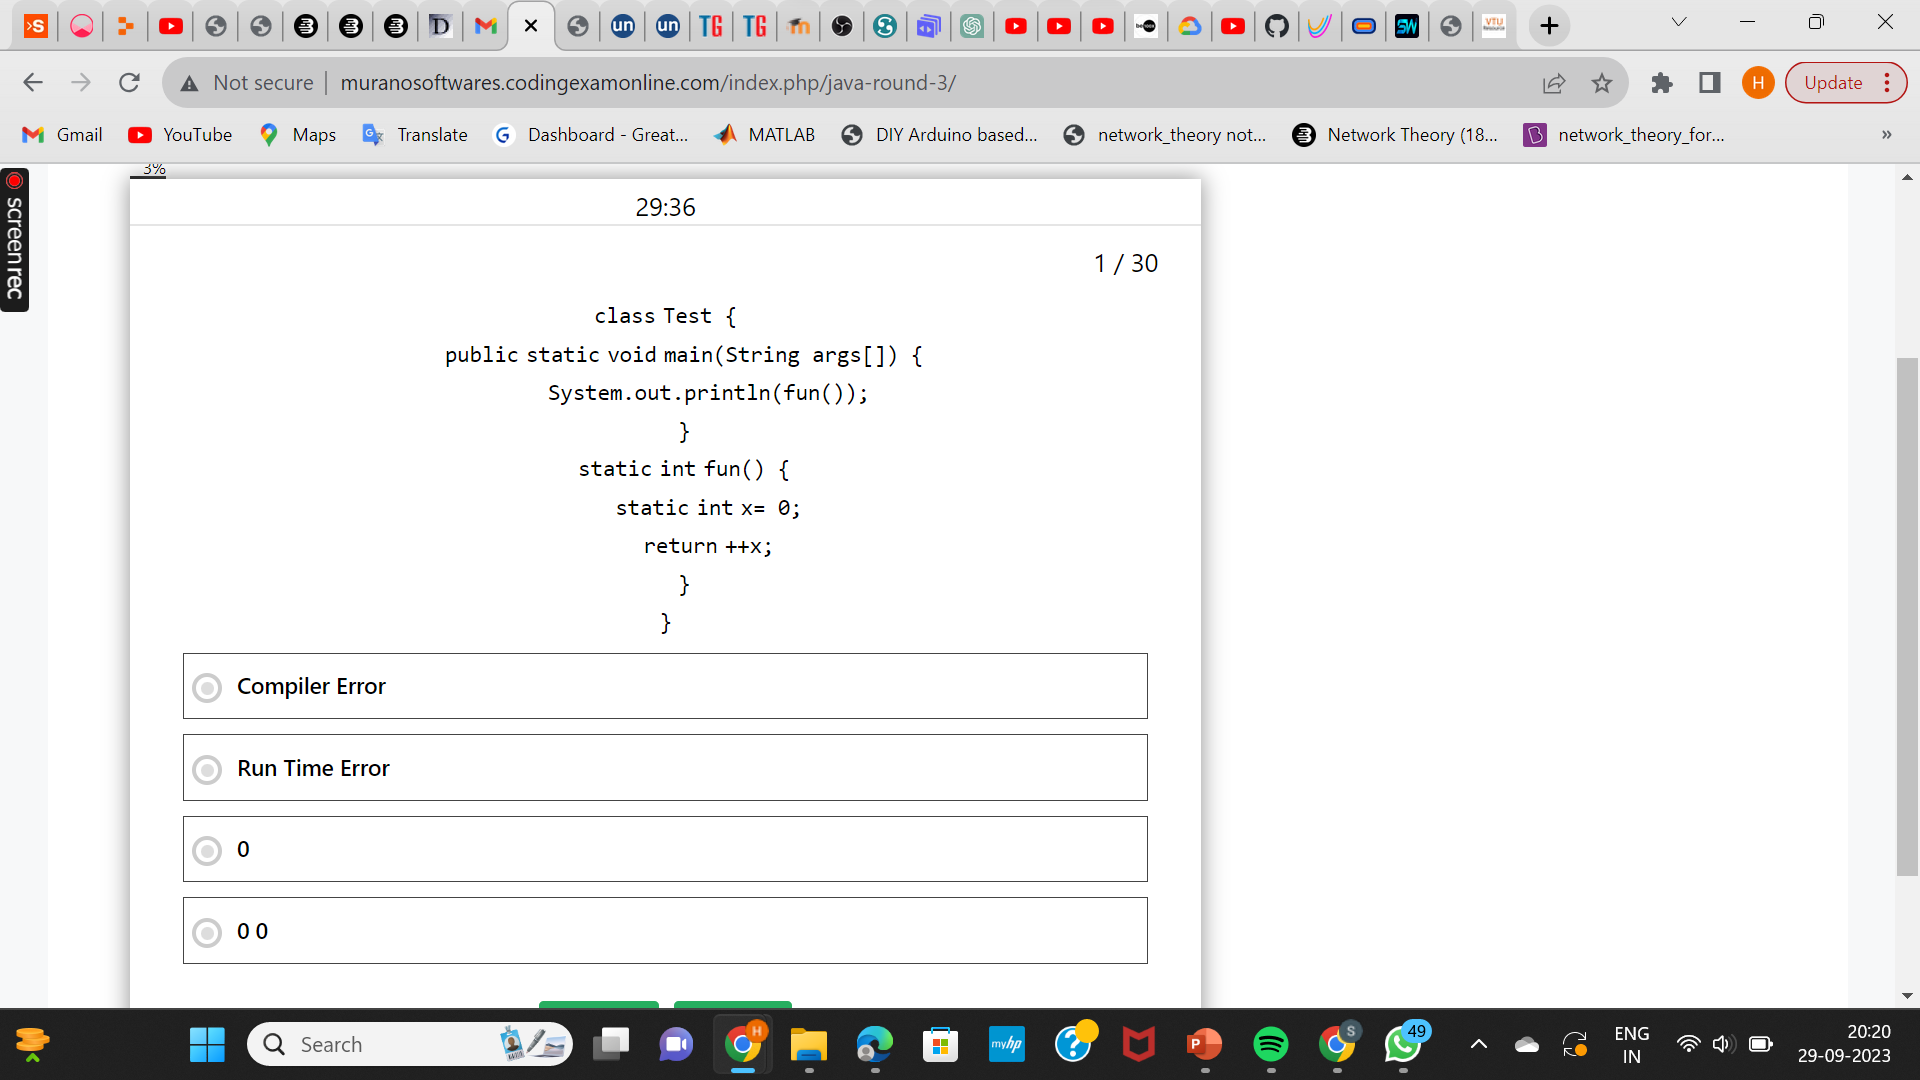 Not secure
muranosoftwares.codingexamonline.com/index.php/java-round-3/
H
Update
Gmail
YouTube
Maps
Translate
Dashboard - Great...
MATLAB
DIY Arduino based...
network_theory not...
Network Theory (18...
network_theory_for...
»
3%
screenrec
29:36
1 / 30
class Test {
public static void main(String args[]) {
System.out.println(fun());
}
static int fun() {
static int x= 0;
return ++x;
}
}
Compiler Error
Run Time Error
0
0 0
Search
H
myhp
S
49
ENG
IN
20:20
29-09-2023